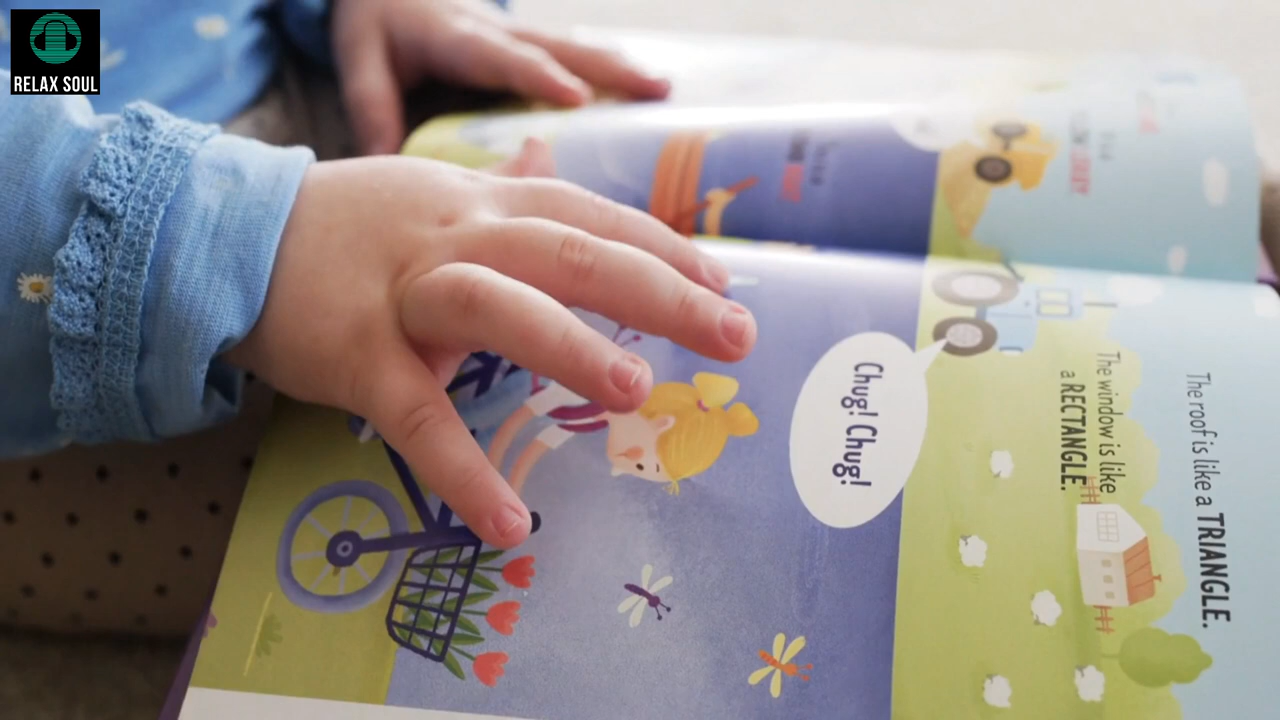 RELAX SOUL
The roof is like a TRIANGLE.
The window is like
a RECTANGLE.
Chug! Chug!